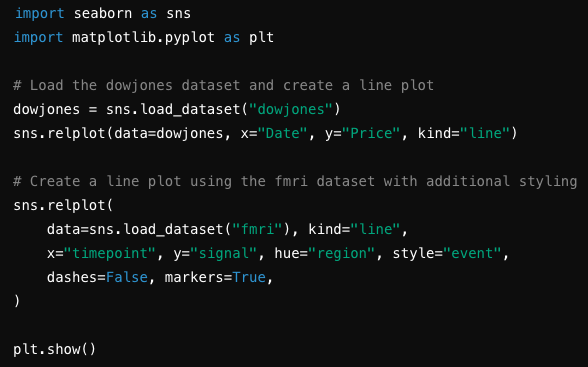 import seaborn as sns
import matplotlib.pyplot as plt

# Load the dowjones dataset and create a line plot
dowjones = sns.load_dataset("dowjones")
sns.relplot(data=dowjones, x="Date", y="Price", kind="line")

# Create a line plot using the fmri dataset with additional styling
sns.relplot(
    data=sns.load_dataset("fmri"), kind="line",
    x="timepoint", y="signal", hue="region", style="event",
    dashes=False, markers=True,
)

plt.show()